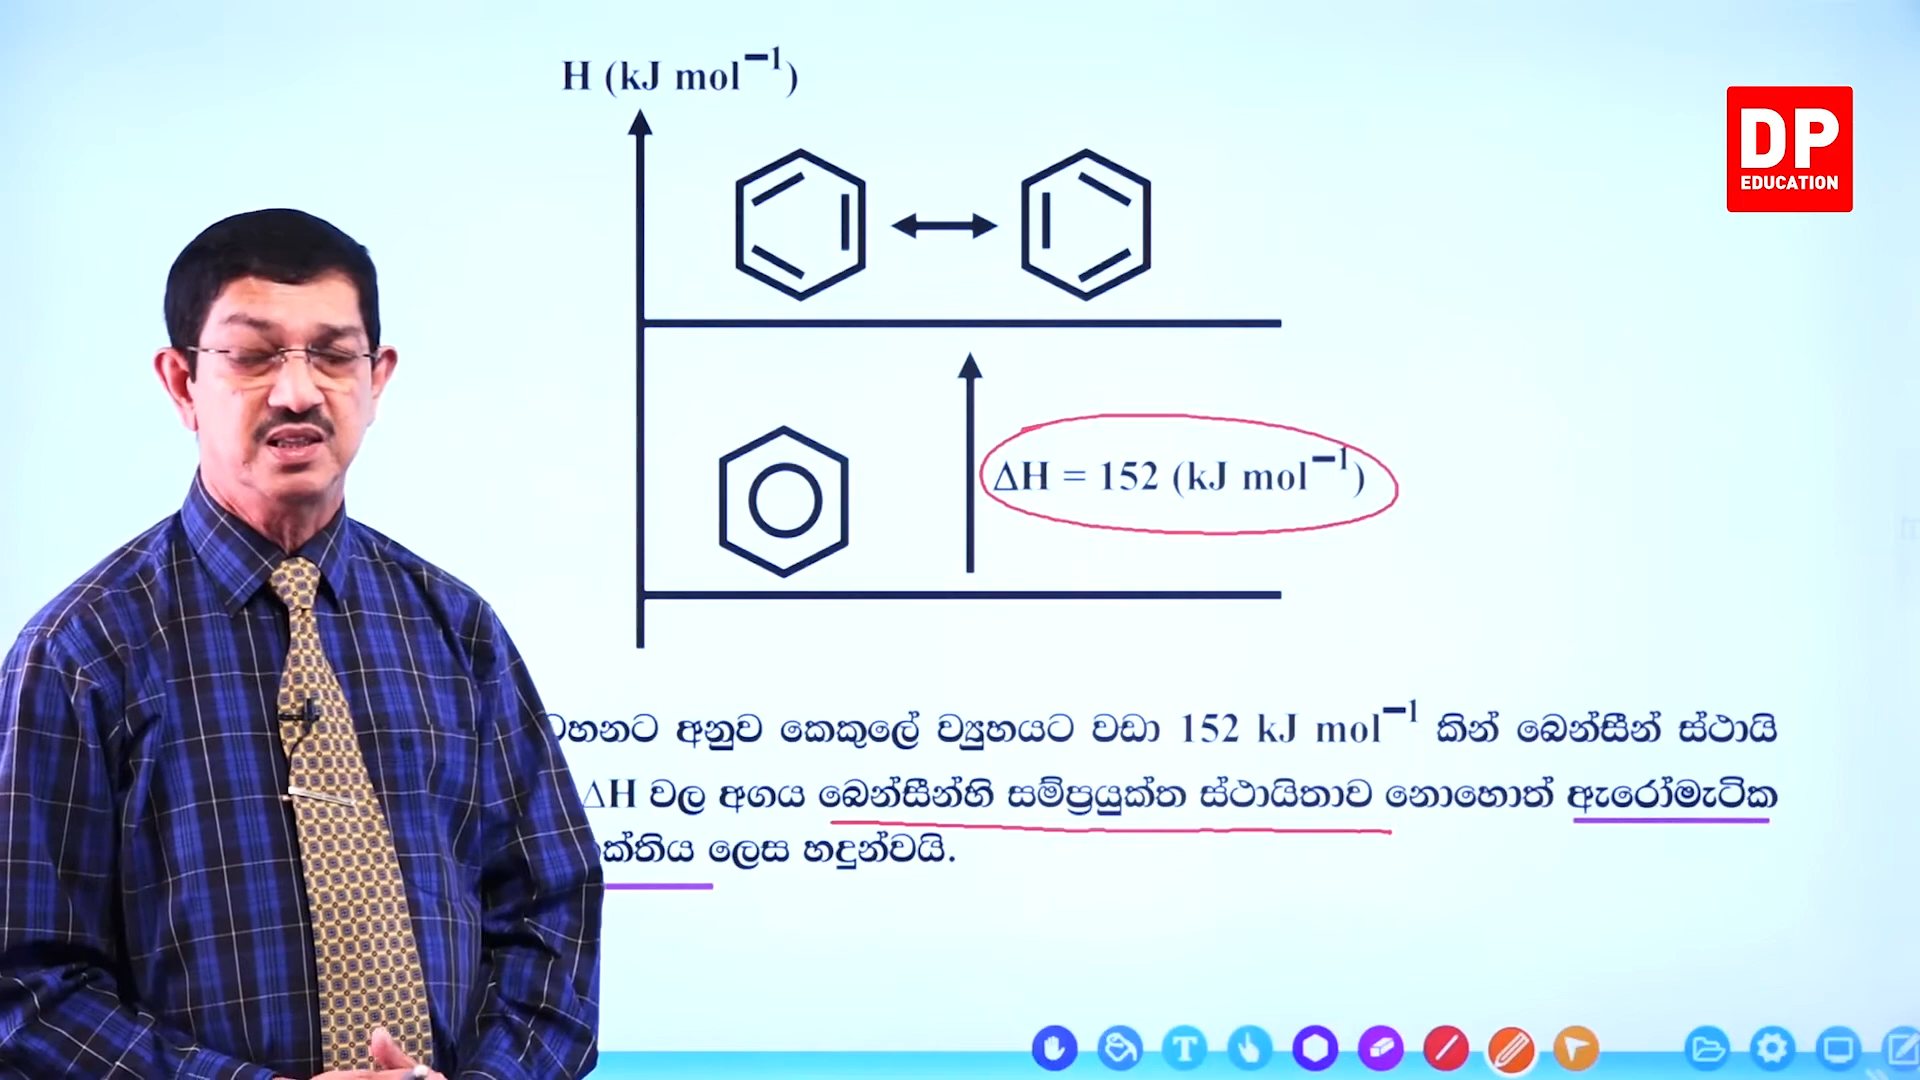 H (kJ mol⁻¹)
DP
EDUCATION
ΔH = 152 (kJ mol⁻¹)
අනුව කෙකුලේ ව්‍යුහයට වඩා 152 kJ mol⁻¹ කින් බෙන්සීන් ස්ථායි
ΔH වල අගය බෙන්සීන්හි සම්ප්‍රයුක්ත ස්ථායිතාව නොහොත් ඇරෝමැටික
ලෙස හඳුන්වයි.
T